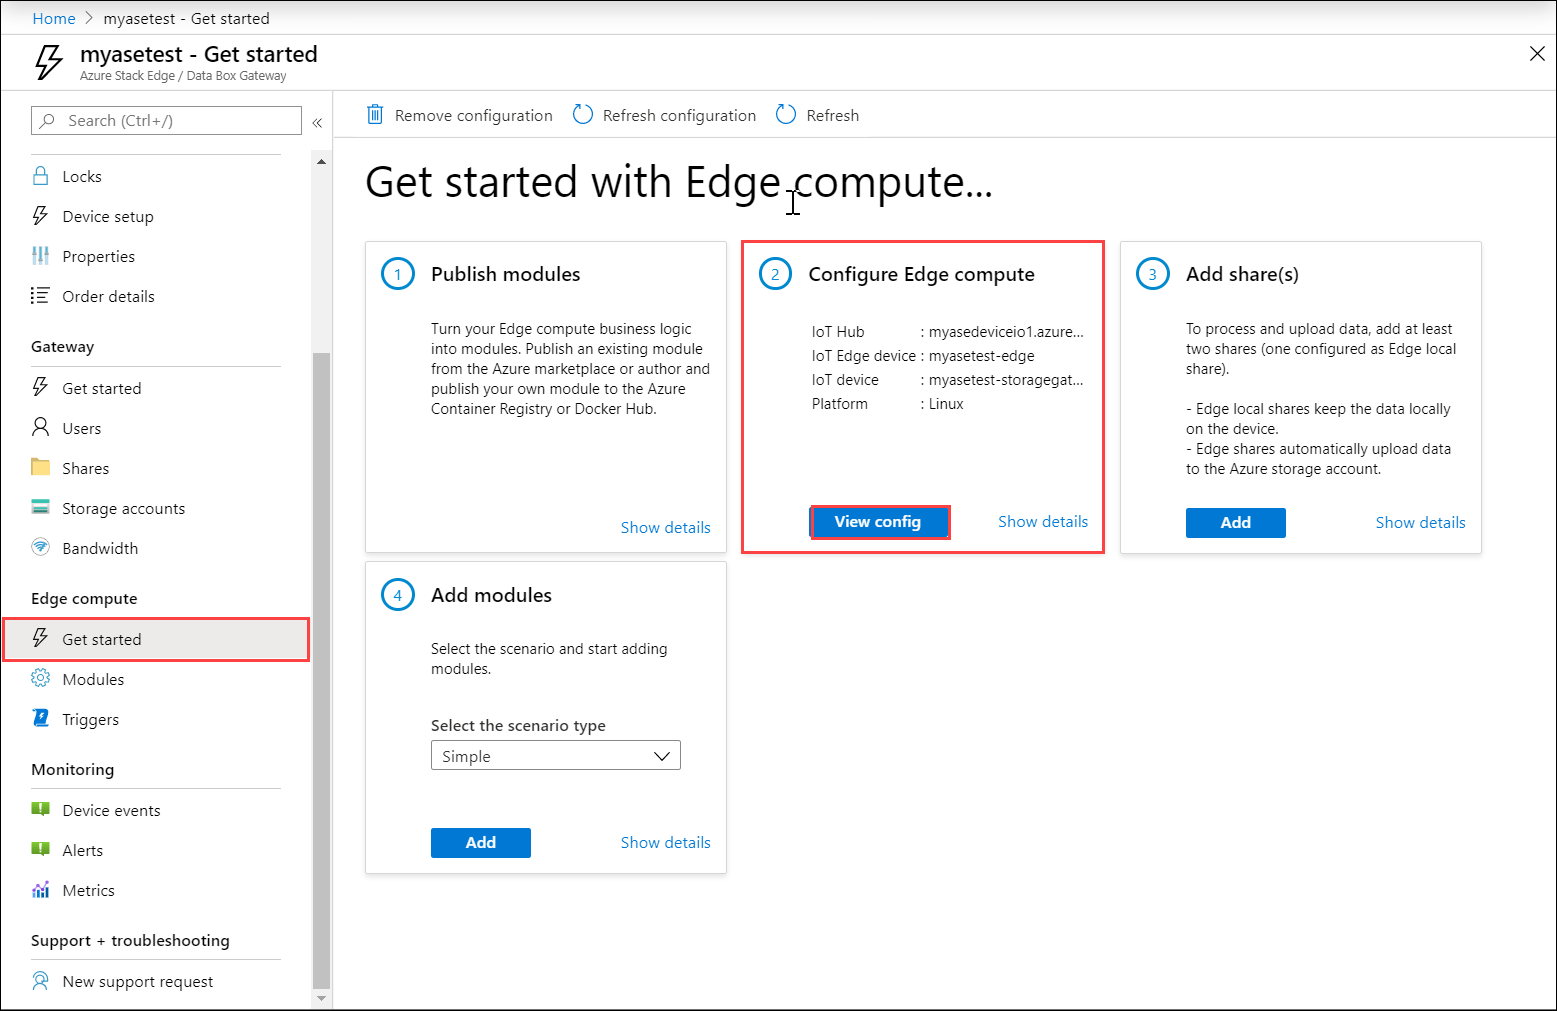 Home > myasetest - Get started
myasetest - Get started
Azure Stack Edge / Data Box Gateway
Search (Ctrl+/)
«
Locks
Device setup
Properties
Order details
Gateway
Get started
Users
Shares
Storage accounts
Bandwidth
Edge compute
Get started
Modules
Triggers
Monitoring
Device events
Alerts
Metrics
Support + troubleshooting
New support request
Remove configuration
Refresh configuration
Refresh
Get started with Edge compute...
1 Publish modules
Turn your Edge compute business logic
into modules. Publish an existing module
from the Azure marketplace or author and
publish your own module to the Azure
Container Registry or Docker Hub.
Show details
2 Configure Edge compute
IoT Hub : myasedeviceio1.azure...
IoT Edge device : myasetest-edge
IoT device : myasetest-storagegat...
Platform : Linux
View config
Show details
3 Add share(s)
To process and upload data, add at least
two shares (one configured as Edge local
share).
- Edge local shares keep the data locally
on the device.
- Edge shares automatically upload data
to the Azure storage account.
Add
Show details
4 Add modules
Select the scenario and start adding
modules.
Select the scenario type
Simple
Add
Show details